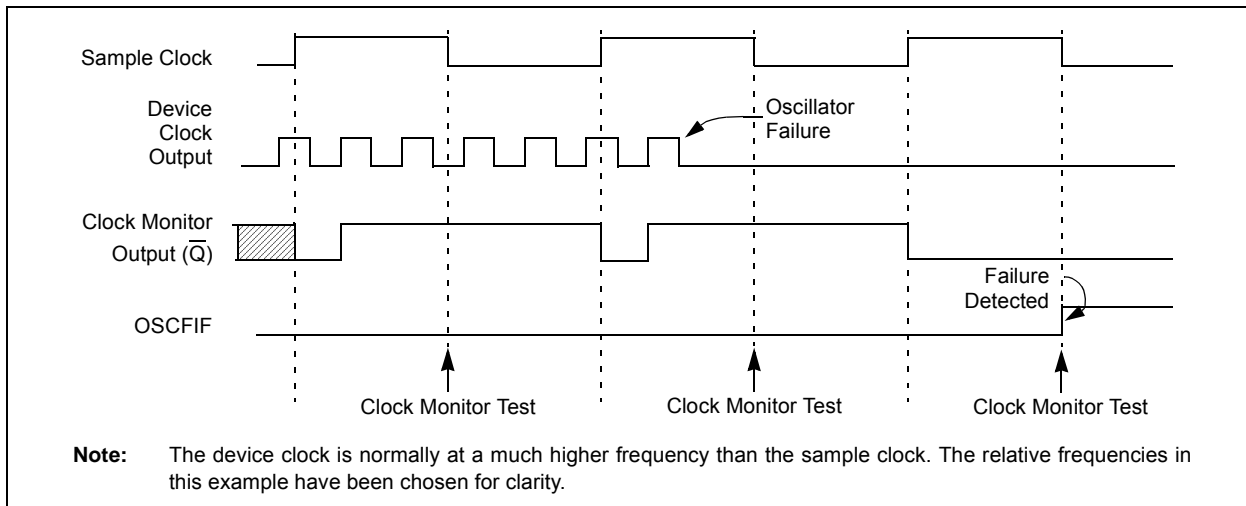 Sample Clock
Device
Clock
Output
Oscillator
Failure
Clock Monitor
Output (Q̅)
Failure
Detected
OSCFIF
Clock Monitor Test
Clock Monitor Test
Clock Monitor Test
Note: The device clock is normally at a much higher frequency than the sample clock. The relative frequencies in
this example have been chosen for clarity.